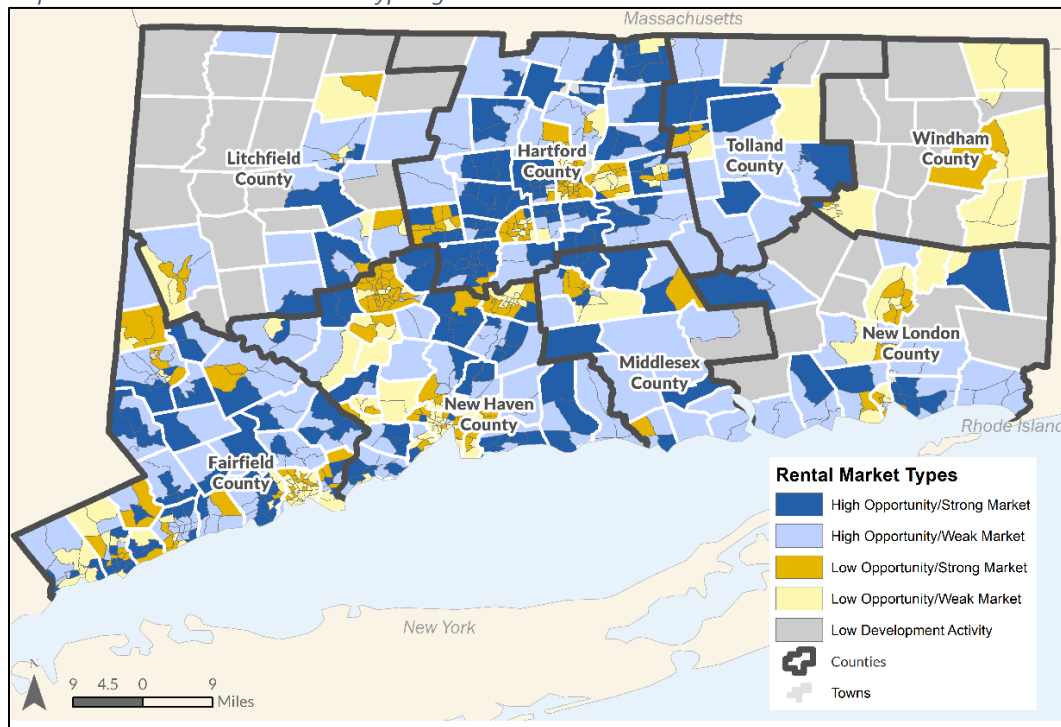 Massachusetts
Litchfield
County
Hartford
County
Tolland
County
Windham
County
New London
County
Middlesex
County
New Haven
County
Fairfield
County
Rhode Island
New York
N
9 4.5 0 9
Miles
Rental Market Types
High Opportunity/Strong Market
High Opportunity/Weak Market
Low Opportunity/Strong Market
Low Opportunity/Weak Market
Low Development Activity
Counties
Towns